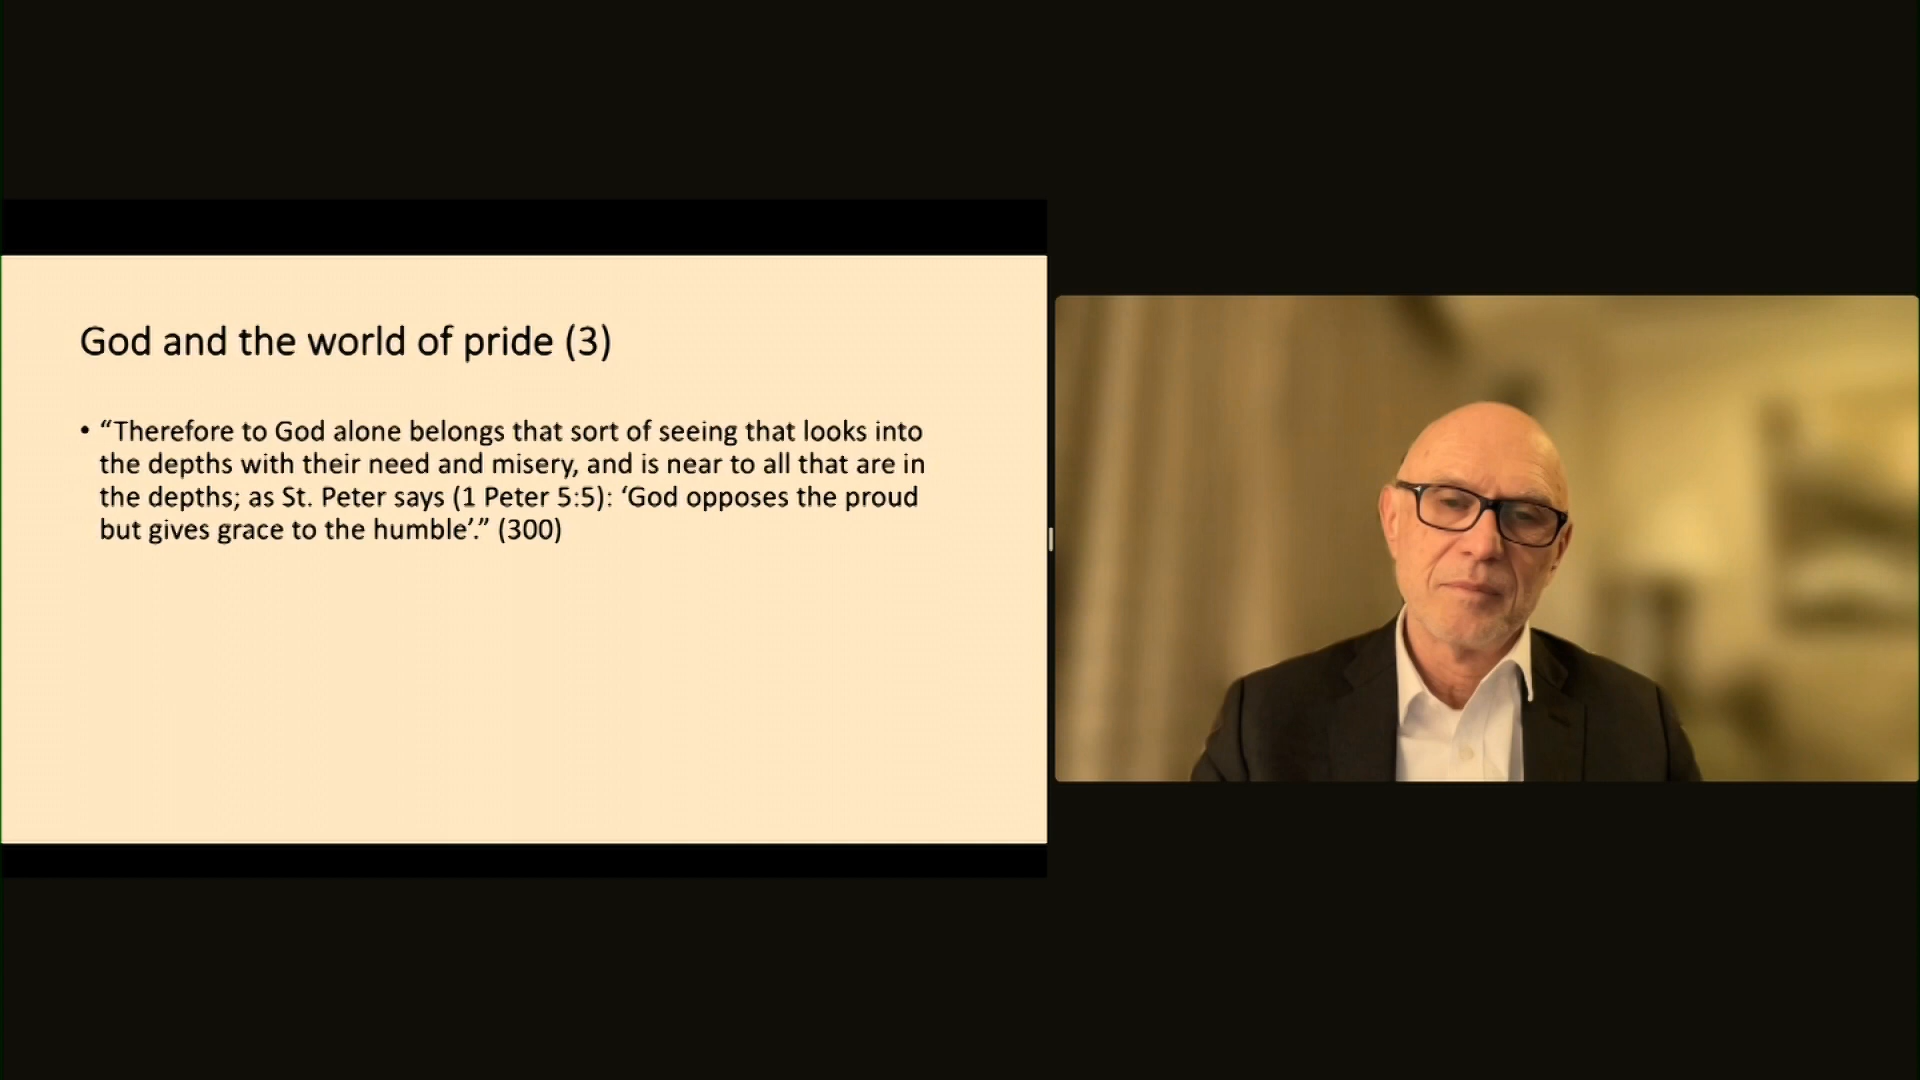 God and the world of pride (3)
• “Therefore to God alone belongs that sort of seeing that looks into
the depths with their need and misery, and is near to all that are in
the depths; as St. Peter says (1 Peter 5:5): ‘God opposes the proud
but gives grace to the humble’.” (300)